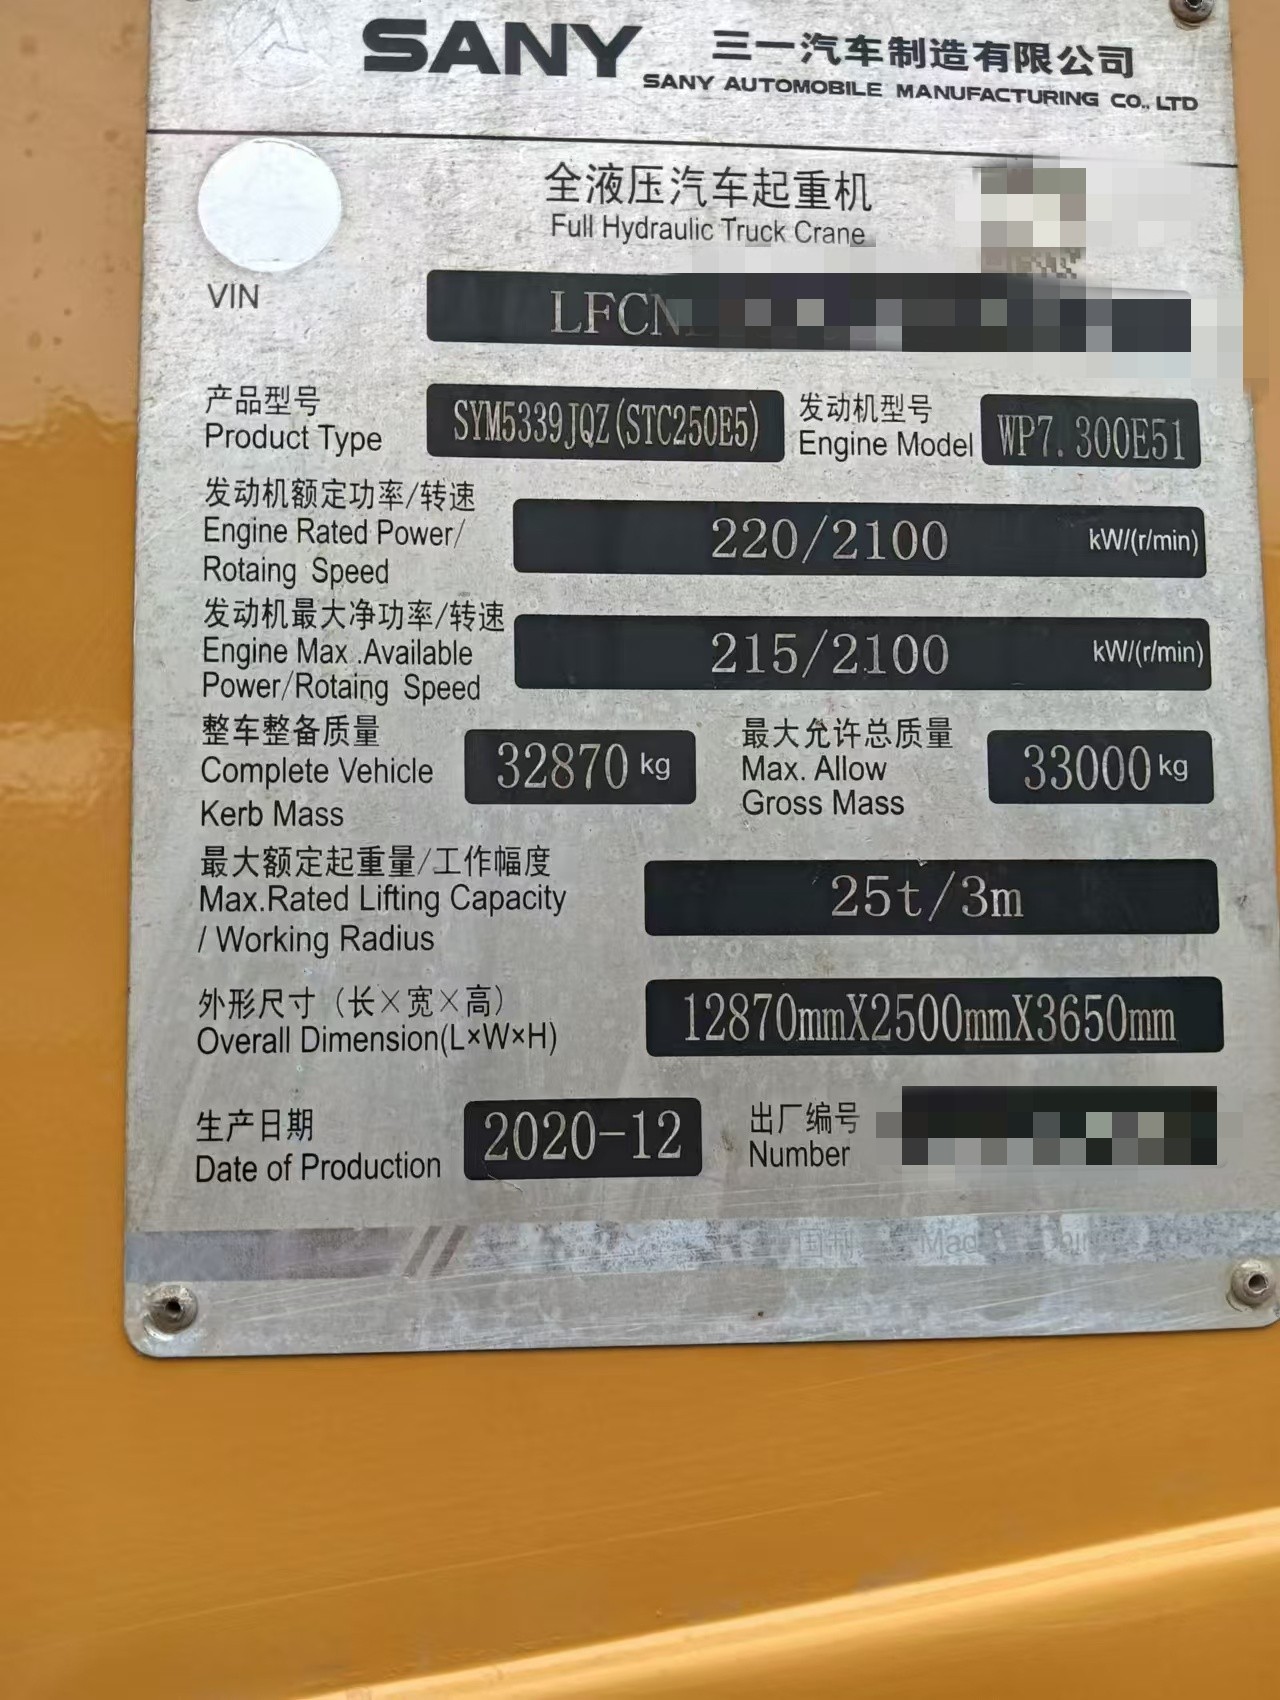 SANY 三一汽车制造有限公司
SANY AUTOMOBILE MANUFACTURING CO., LTD
全液压汽车起重机
Full Hydraulic Truck Crane
VIN LFCN
产品型号 SYM5339JQZ(STC250E5) 发动机型号 WP7.300E51
Product Type Engine Model
发动机额定功率/转速
Engine Rated Power/ 220/2100 kW/(r/min)
Rotaing Speed
发动机最大净功率/转速
Engine Max .Available 215/2100 kW/(r/min)
Power/Rotaing Speed
整车整备质量 最大允许总质量
Complete Vehicle 32870 kg Max. Allow 33000 kg
Kerb Mass Gross Mass
最大额定起重量/工作幅度
Max.Rated Lifting Capacity 25t/3m
/ Working Radius
外形尺寸（长×宽×高）
Overall Dimension(L×W×H) 12870mmX2500mmX3650mm
生产日期 2020-12 出厂编号
Date of Production Number